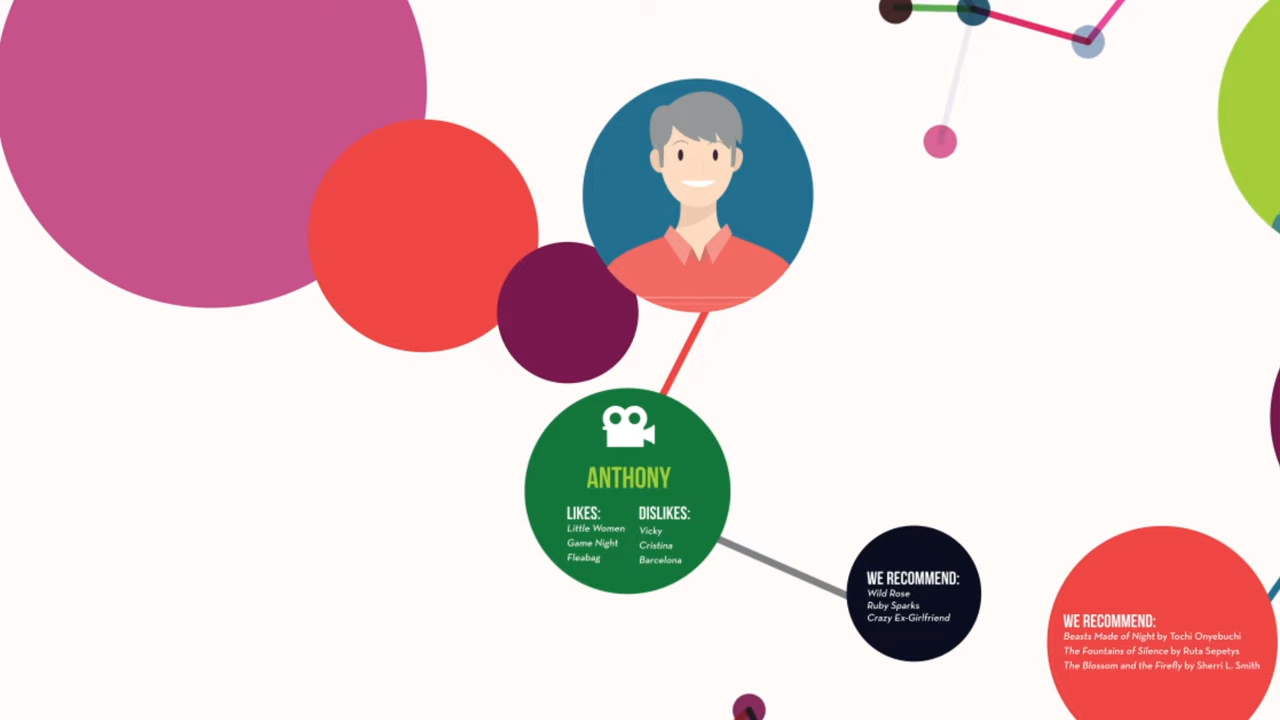 ANTHONY
LIKES:
Little Women
Game Night
Fleabag
DISLIKES:
Vicky
Cristina
Barcelona
WE RECOMMEND:
Wild Rose
Ruby Sparks
Crazy Ex-Girlfriend
WE RECOMMEND:
Beasts Made of Night by Tochi Onyebuchi
The Fountains of Silence by Ruta Sepetys
The Blossom and the Firefly by Sherri L. Smith